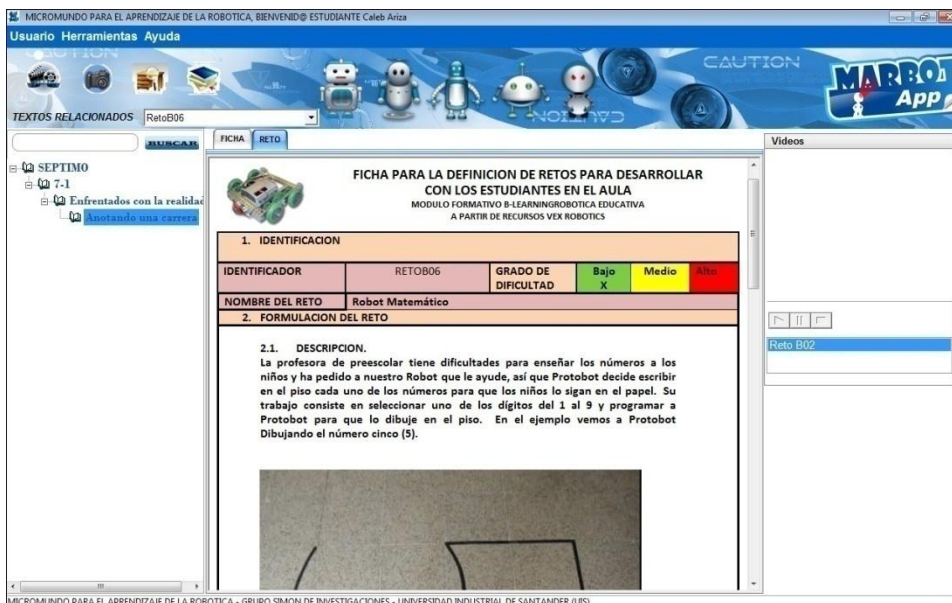 MICROMUNDO PARA EL APRENDIZAJE DE LA ROBOTICA, BIENVENID@ ESTUDIANTE Caleb Ariza
Usuario Herramientas Ayuda
CAUTION
CAUTION
MARBOT
App
TEXTOS RELACIONADOS
RetoB06
BUSCAR
SEPTIMO
7-1
Enfrentados con la realidad
Anotando una carrera
FICHA
RETO
FICHA PARA LA DEFINICION DE RETOS PARA DESARROLLAR
CON LOS ESTUDIANTES EN EL AULA
MODULO FORMATIVO B-LEARNINGROBOTICA EDUCATIVA
A PARTIR DE RECURSOS VEX ROBOTICS
1. IDENTIFICACION
IDENTIFICADOR RETOB06 GRADO DE DIFICULTAD Bajo X Medio Alto
NOMBRE DEL RETO Robot Matemático
2. FORMULACION DEL RETO
2.1. DESCRIPCION.
La profesora de preescolar tiene dificultades para enseñar los números a los
niños y ha pedido a nuestro Robot que le ayude, así que Protobot decide escribir
en el piso cada uno de los números para que los niños lo sigan en el papel. Su
trabajo consiste en seleccionar uno de los dígitos del 1 al 9 y programar a
Protobot para que lo dibuje en el piso. En el ejemplo vemos a Protobot
Dibujando el número cinco (5).
Videos
Reto B02
MICROMUNDO PARA EL APRENDIZAJE DE LA ROBOTICA - GRUPO SIMON DE INVESTIGACIONES - UNIVERSIDAD INDUSTRIAL DE SANTANDER (UIS)